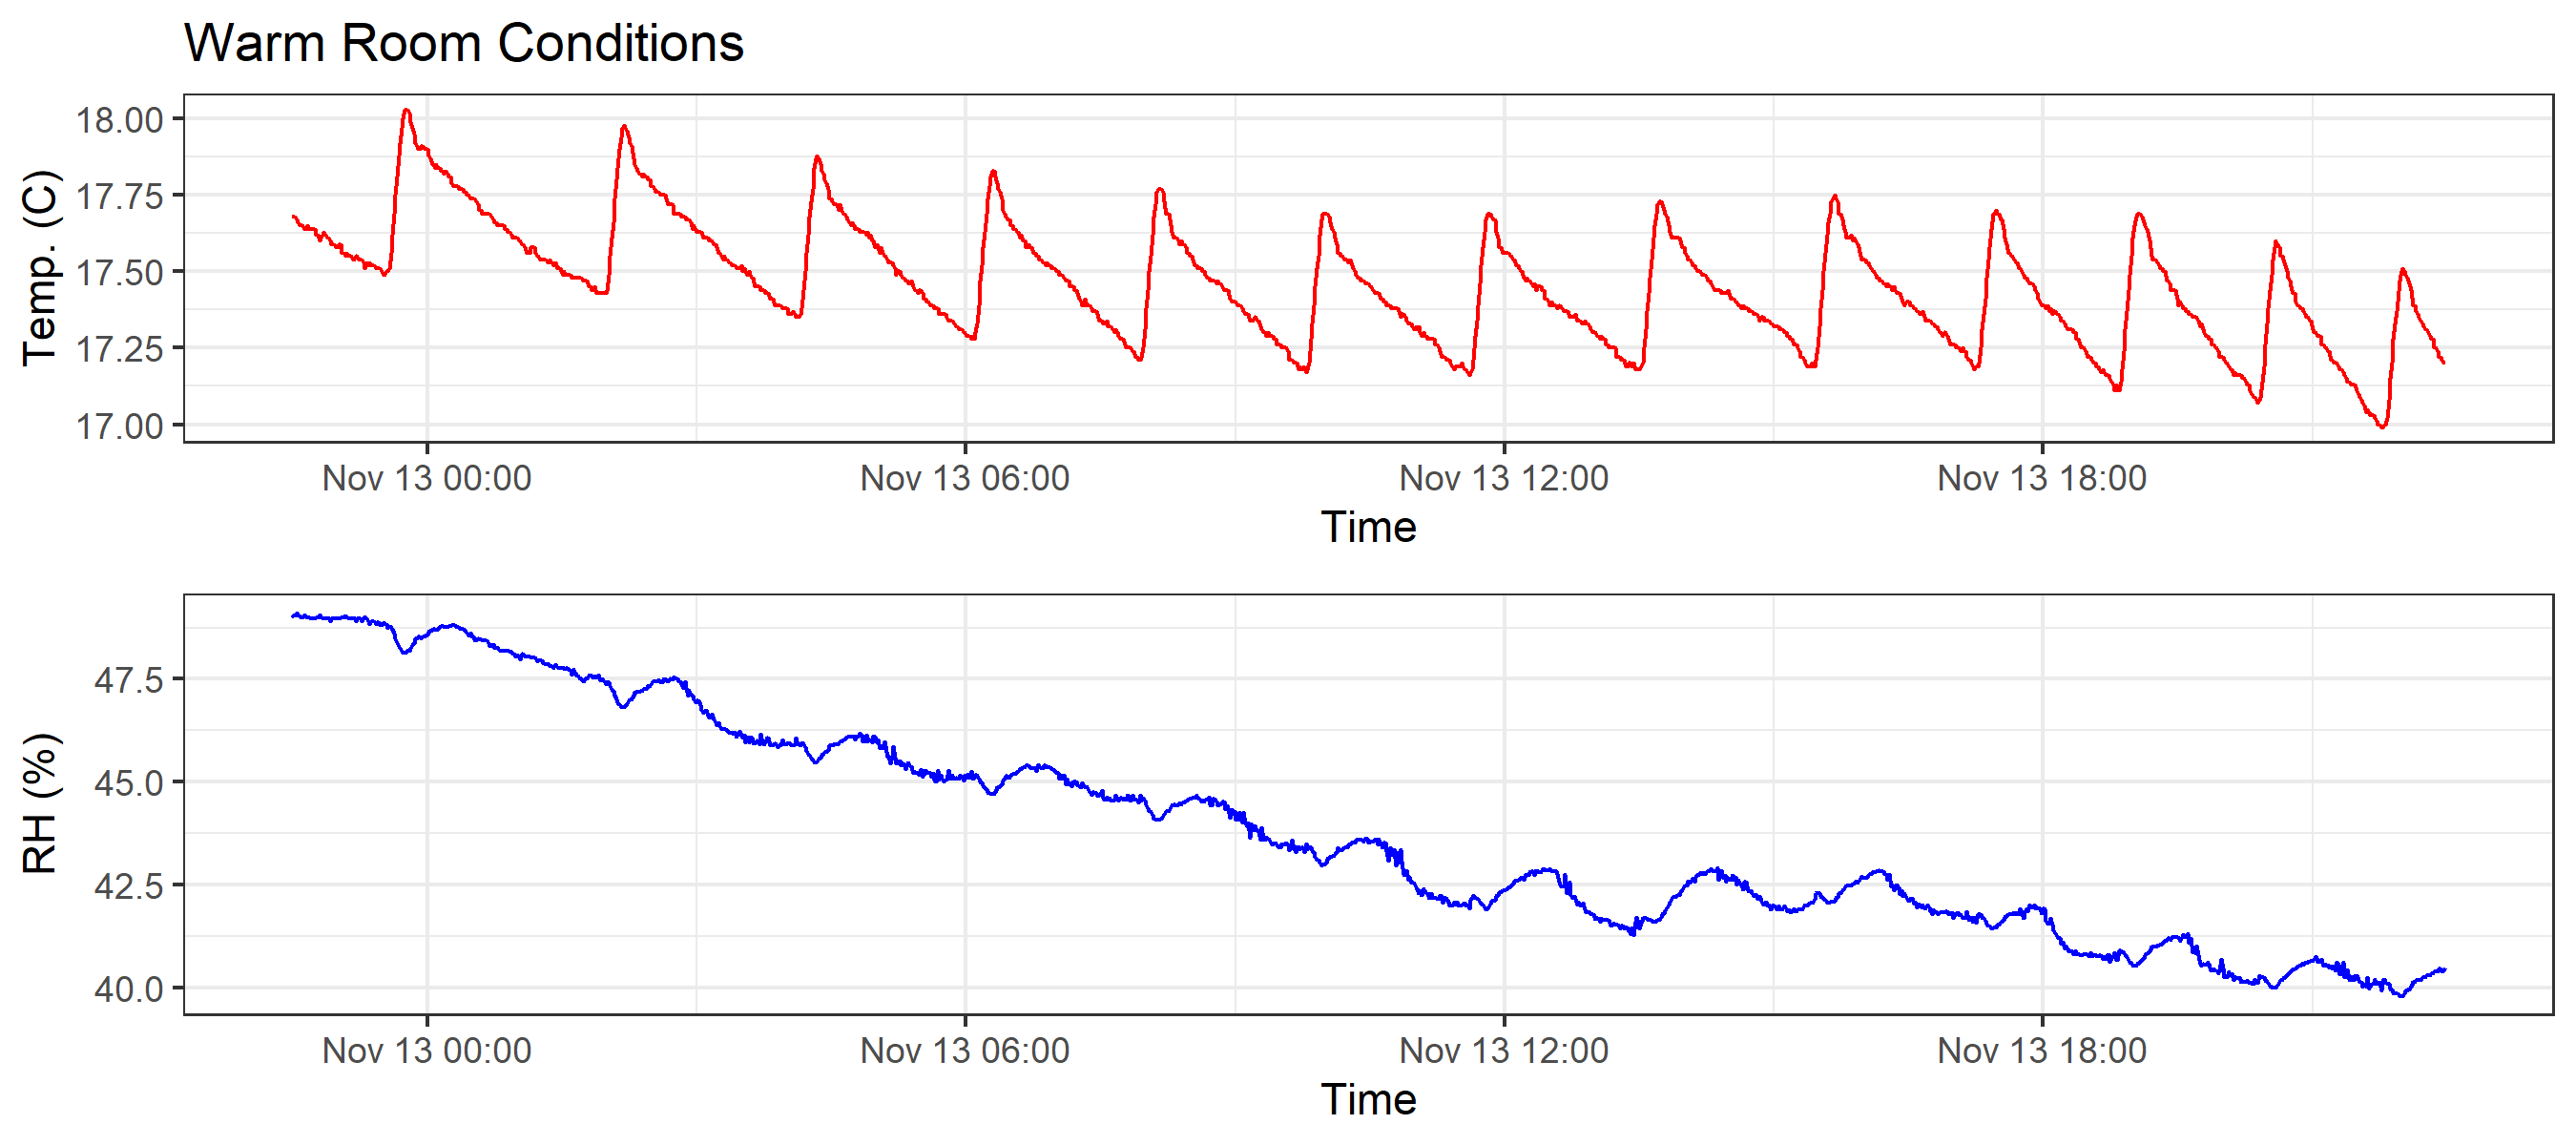 Warm Room Conditions
Temp. (C)
18.00
17.75
17.50
17.25
17.00
Nov 13 00:00 Nov 13 06:00 Nov 13 12:00 Nov 13 18:00
Time
RH (%)
47.5
45.0
42.5
40.0
Nov 13 00:00 Nov 13 06:00 Nov 13 12:00 Nov 13 18:00
Time